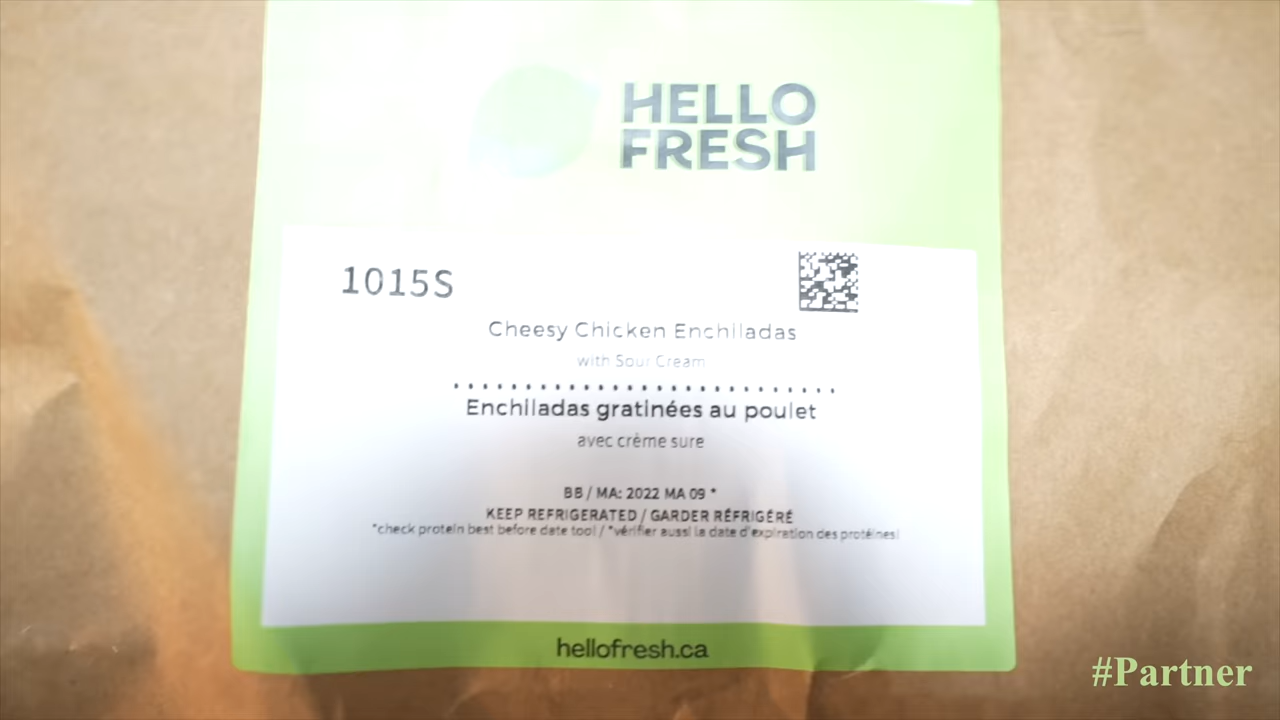 HELLO
FRESH
1015S
Cheesy Chicken Enchiladas
with Sour Cream
Enchiladas gratinées au poulet
avec crème sure
BB / MA: 2022 MA 09 *
KEEP REFRIGERATED / GARDER RÉFRIGÉRÉ
*check protein best before date too! / *vérifier aussi la date d'expiration des protéines!
hellofresh.ca
#Partner